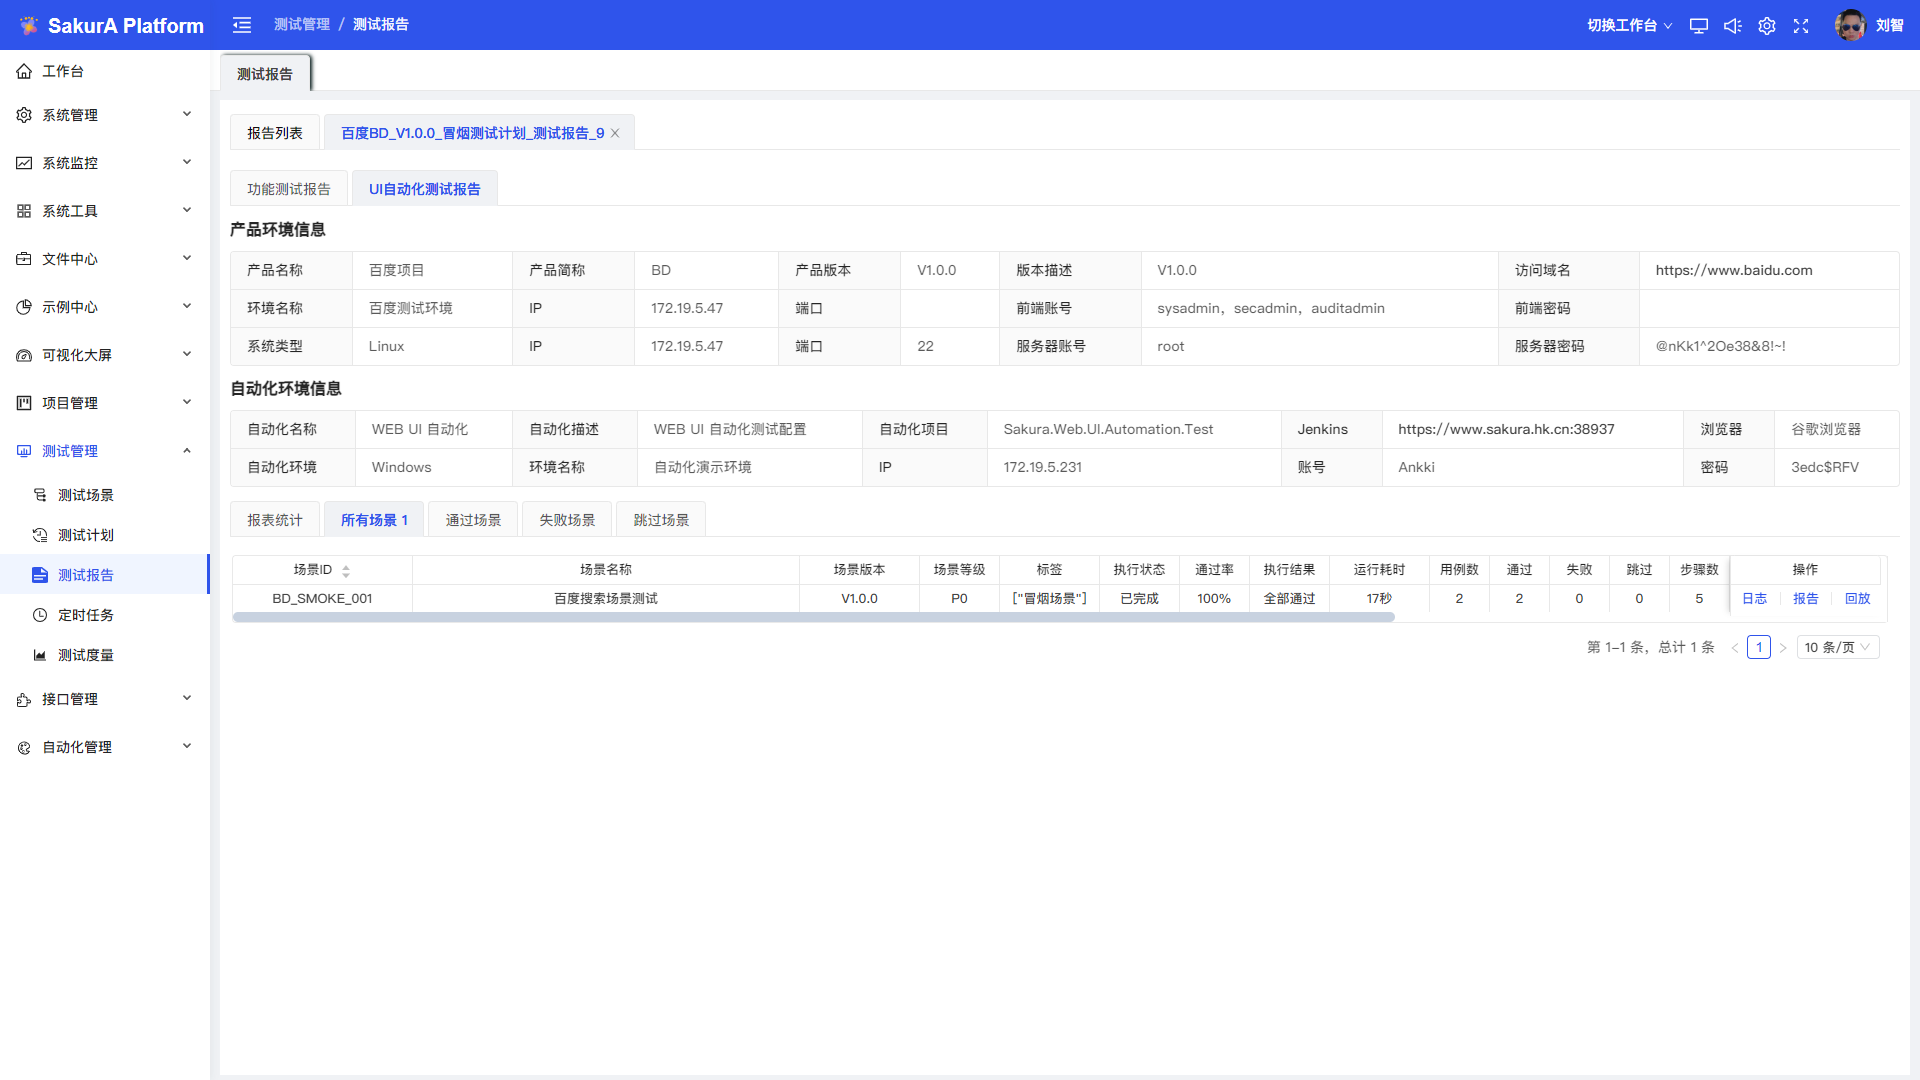 SakurA Platform
测试管理 / 测试报告
切换工作台
刘智
工作台
系统管理
系统监控
系统工具
文件中心
示例中心
可视化大屏
项目管理
测试管理
测试场景
测试计划
测试报告
定时任务
测试度量
接口管理
自动化管理
测试报告
报告列表 百度BD_V1.0.0_冒烟测试计划_测试报告_9
功能测试报告 UI自动化测试报告
产品环境信息
产品名称 百度项目 产品简称 BD 产品版本 V1.0.0 版本描述 V1.0.0 访问域名 https://www.baidu.com
环境名称 百度测试环境 IP 172.19.5.47 端口 前端账号 sysadmin，secadmin，auditadmin 前端密码
系统类型 Linux IP 172.19.5.47 端口 22 服务器账号 root 服务器密码 @nKk1^2Oe38&8!~!
自动化环境信息
自动化名称 WEB UI 自动化 自动化描述 WEB UI 自动化测试配置 自动化项目 Sakura.Web.UI.Automation.Test Jenkins https://www.sakura.hk.cn:38937 浏览器 谷歌浏览器
自动化环境 Windows 环境名称 自动化演示环境 IP 172.19.5.231 账号 Ankki 密码 3edc$RFV
报表统计 所有场景 1 通过场景 失败场景 跳过场景
场景ID 场景名称 场景版本 场景等级 标签 执行状态 通过率 执行结果 运行耗时 用例数 通过 失败 跳过 步骤数 操作
BD_SMOKE_001 百度搜索场景测试 V1.0.0 P0 ["冒烟场景"] 已完成 100% 全部通过 17秒 2 2 0 0 5 日志 报告 回放
第 1-1 条，总计 1 条 < 1 > 10 条/页